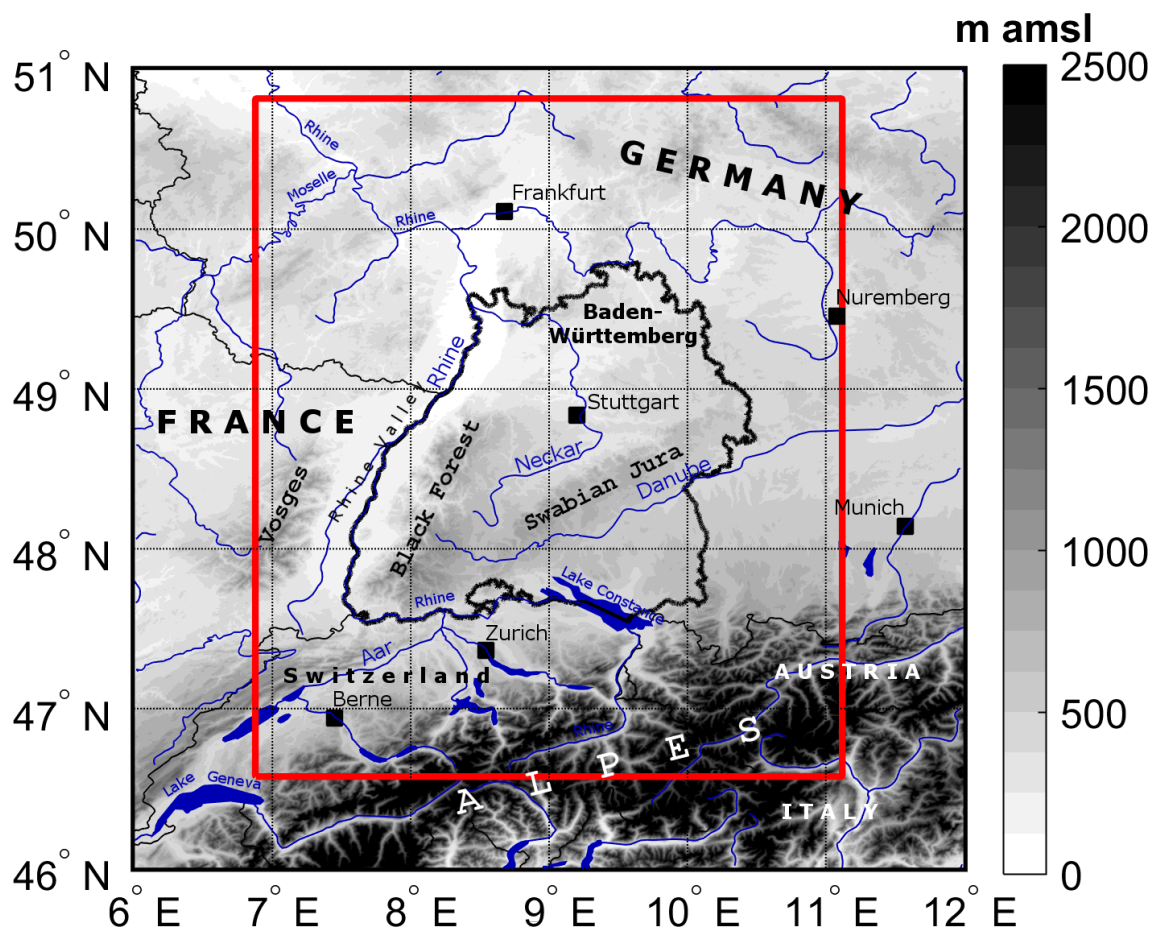 m amsl
51° N
50° N
49° N
48° N
47° N
46° N
6° E
7° E
8° E
9° E
10° E
11° E
12° E
2500
2000
1500
1000
500
0
Rhine
Moselle
Rhine
Frankfurt
GERMANY
Nuremberg
Baden-
Württemberg
Rhine
FRANCE
Stuttgart
Rhine Valley
Neckar
Black Forest
Swabian Jura
Danube
Vosges
Munich
Lake Constance
Rhine
Zurich
Aar
Switzerland
Berne
AUSTRIA
Rhine
ALPES
Lake Geneva
ITALY